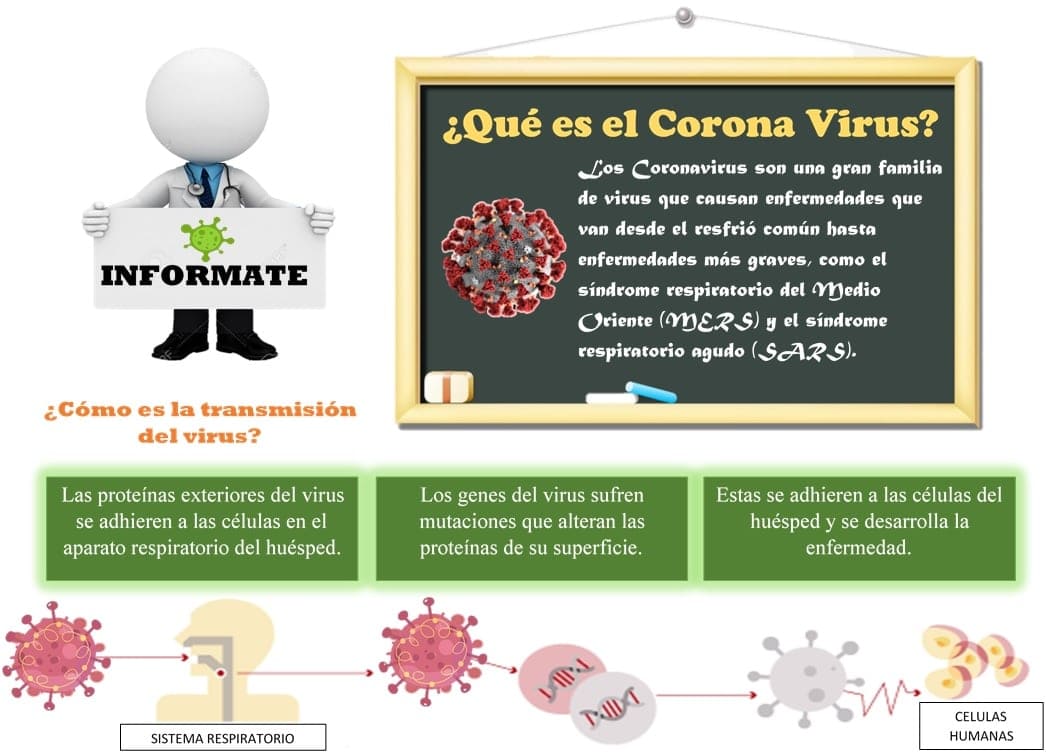 INFORMATE
¿Qué es el Corona Virus?
Los Coronavirus son una gran familia
de virus que causan enfermedades que
van desde el resfrió común hasta
enfermedades más graves, como el
síndrome respiratorio del Medio
Oriente (MERS) y el síndrome
respiratorio agudo (SARS).
¿Cómo es la transmisión
del virus?
Las proteínas exteriores del virus
se adhieren a las células en el
aparato respiratorio del huésped.
Los genes del virus sufren
mutaciones que alteran las
proteínas de su superficie.
Estas se adhieren a las células del
huésped y se desarrolla la
enfermedad.
SISTEMA RESPIRATORIO
CELULAS
HUMANAS